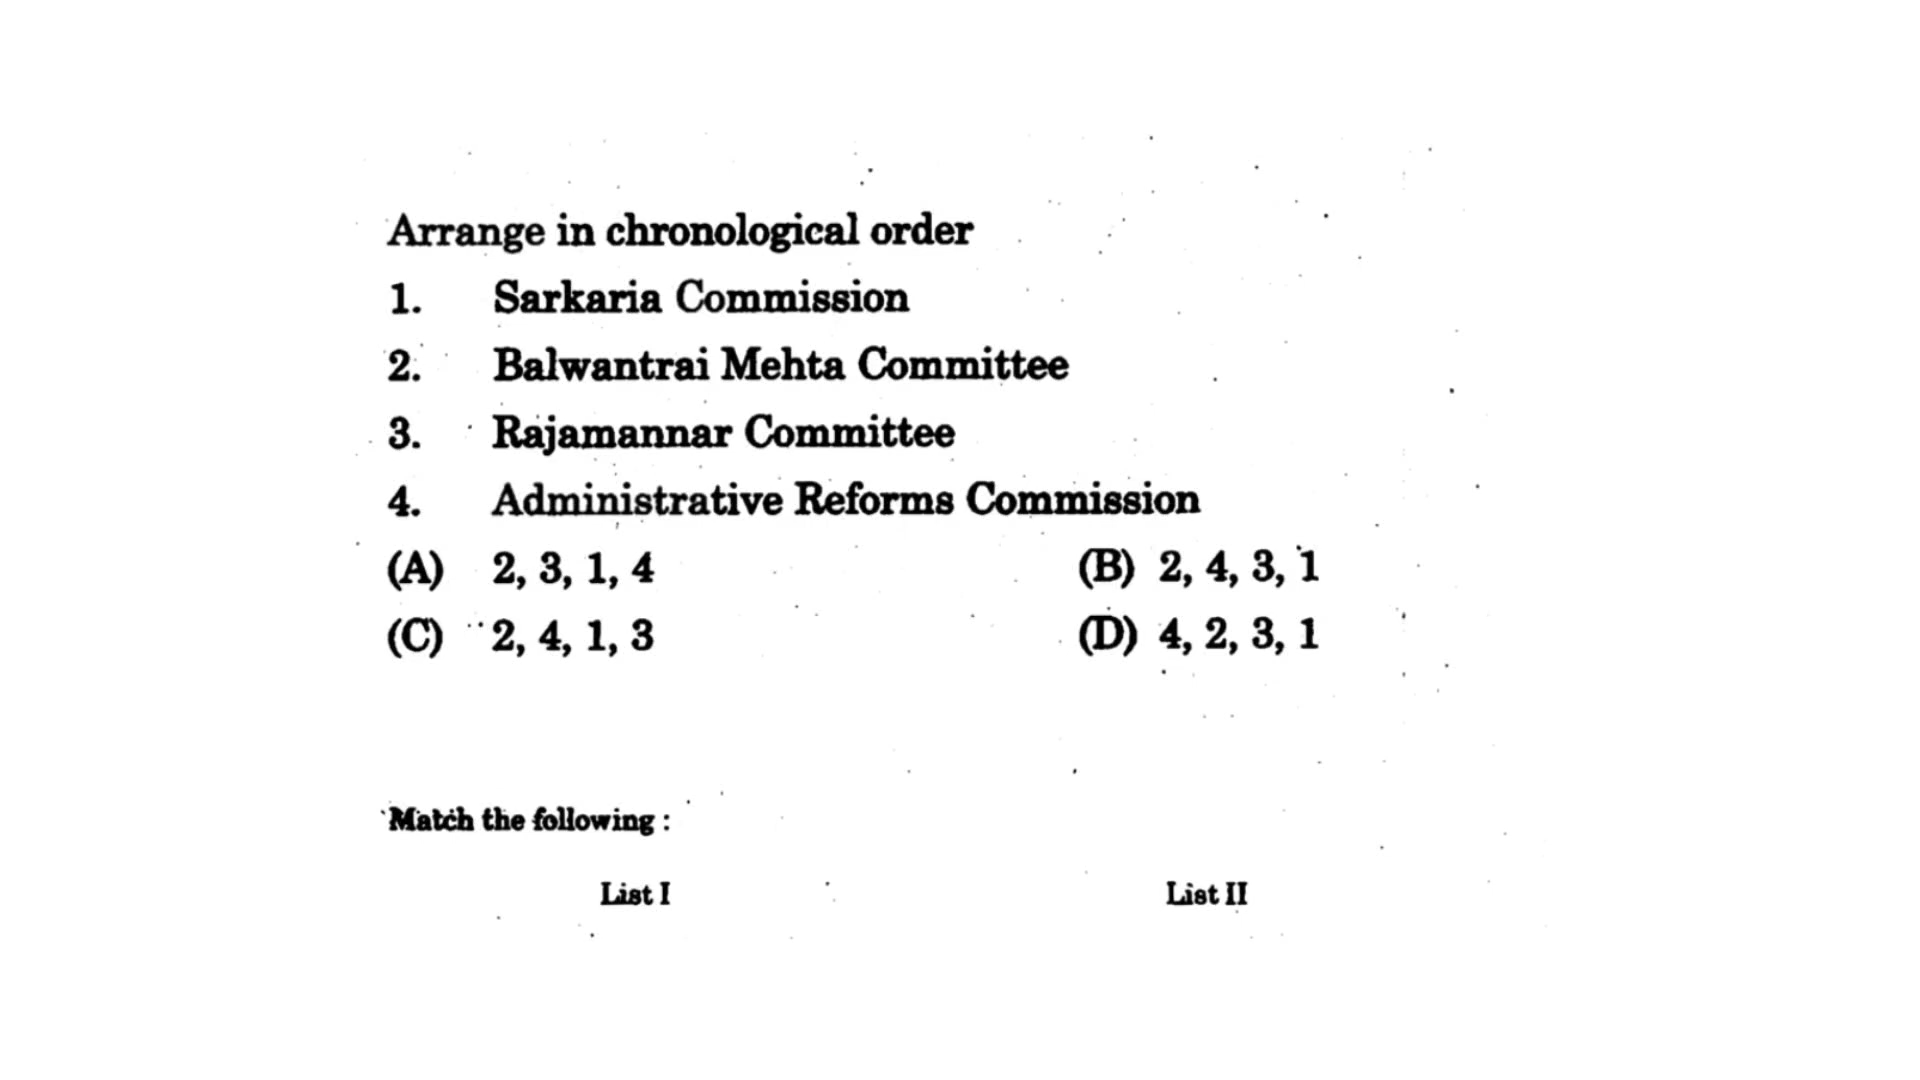 Arrange in chronological order
1. Sarkaria Commission
2. Balwantrai Mehta Committee
3. Rajamannar Committee
4. Administrative Reforms Commission
(A) 2, 3, 1, 4 (B) 2, 4, 3, 1
(C) 2, 4, 1, 3 (D) 4, 2, 3, 1
Match the following :
List I List II